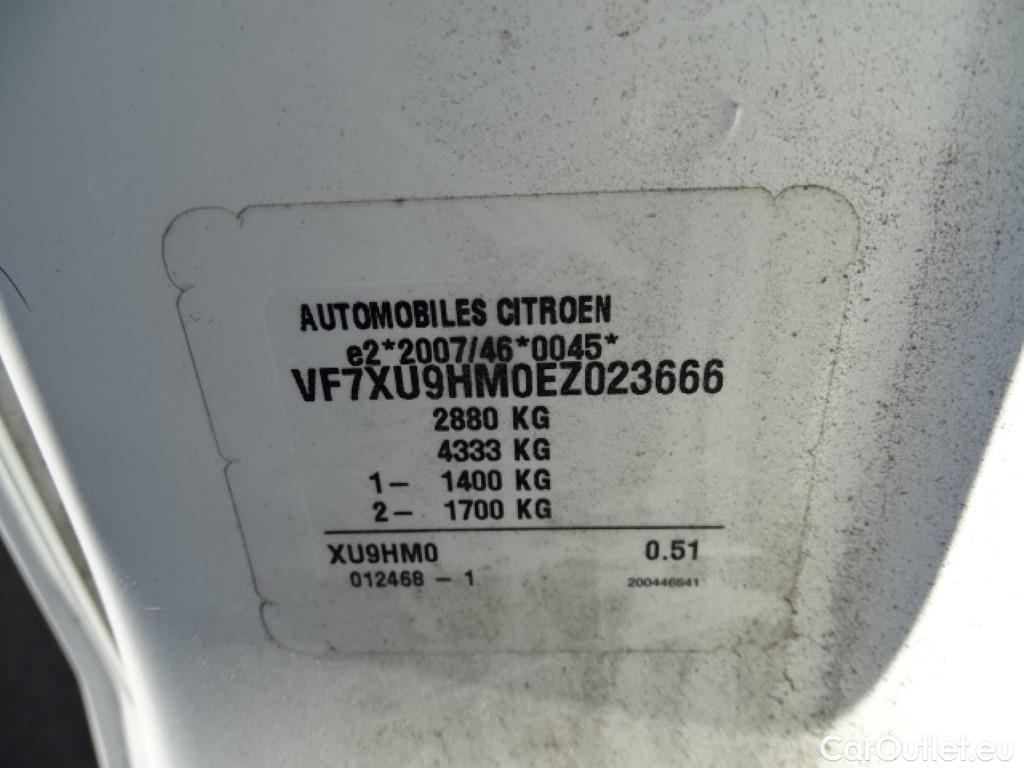 AUTOMOBILES CITROEN
e2*2007/46*0045*
VF7XU9HM0EZ023666
2880 KG
4333 KG
1- 1400 KG
2- 1700 KG
XU9HM0 0.51
012468 - 1 200446641
CarOutlet.eu